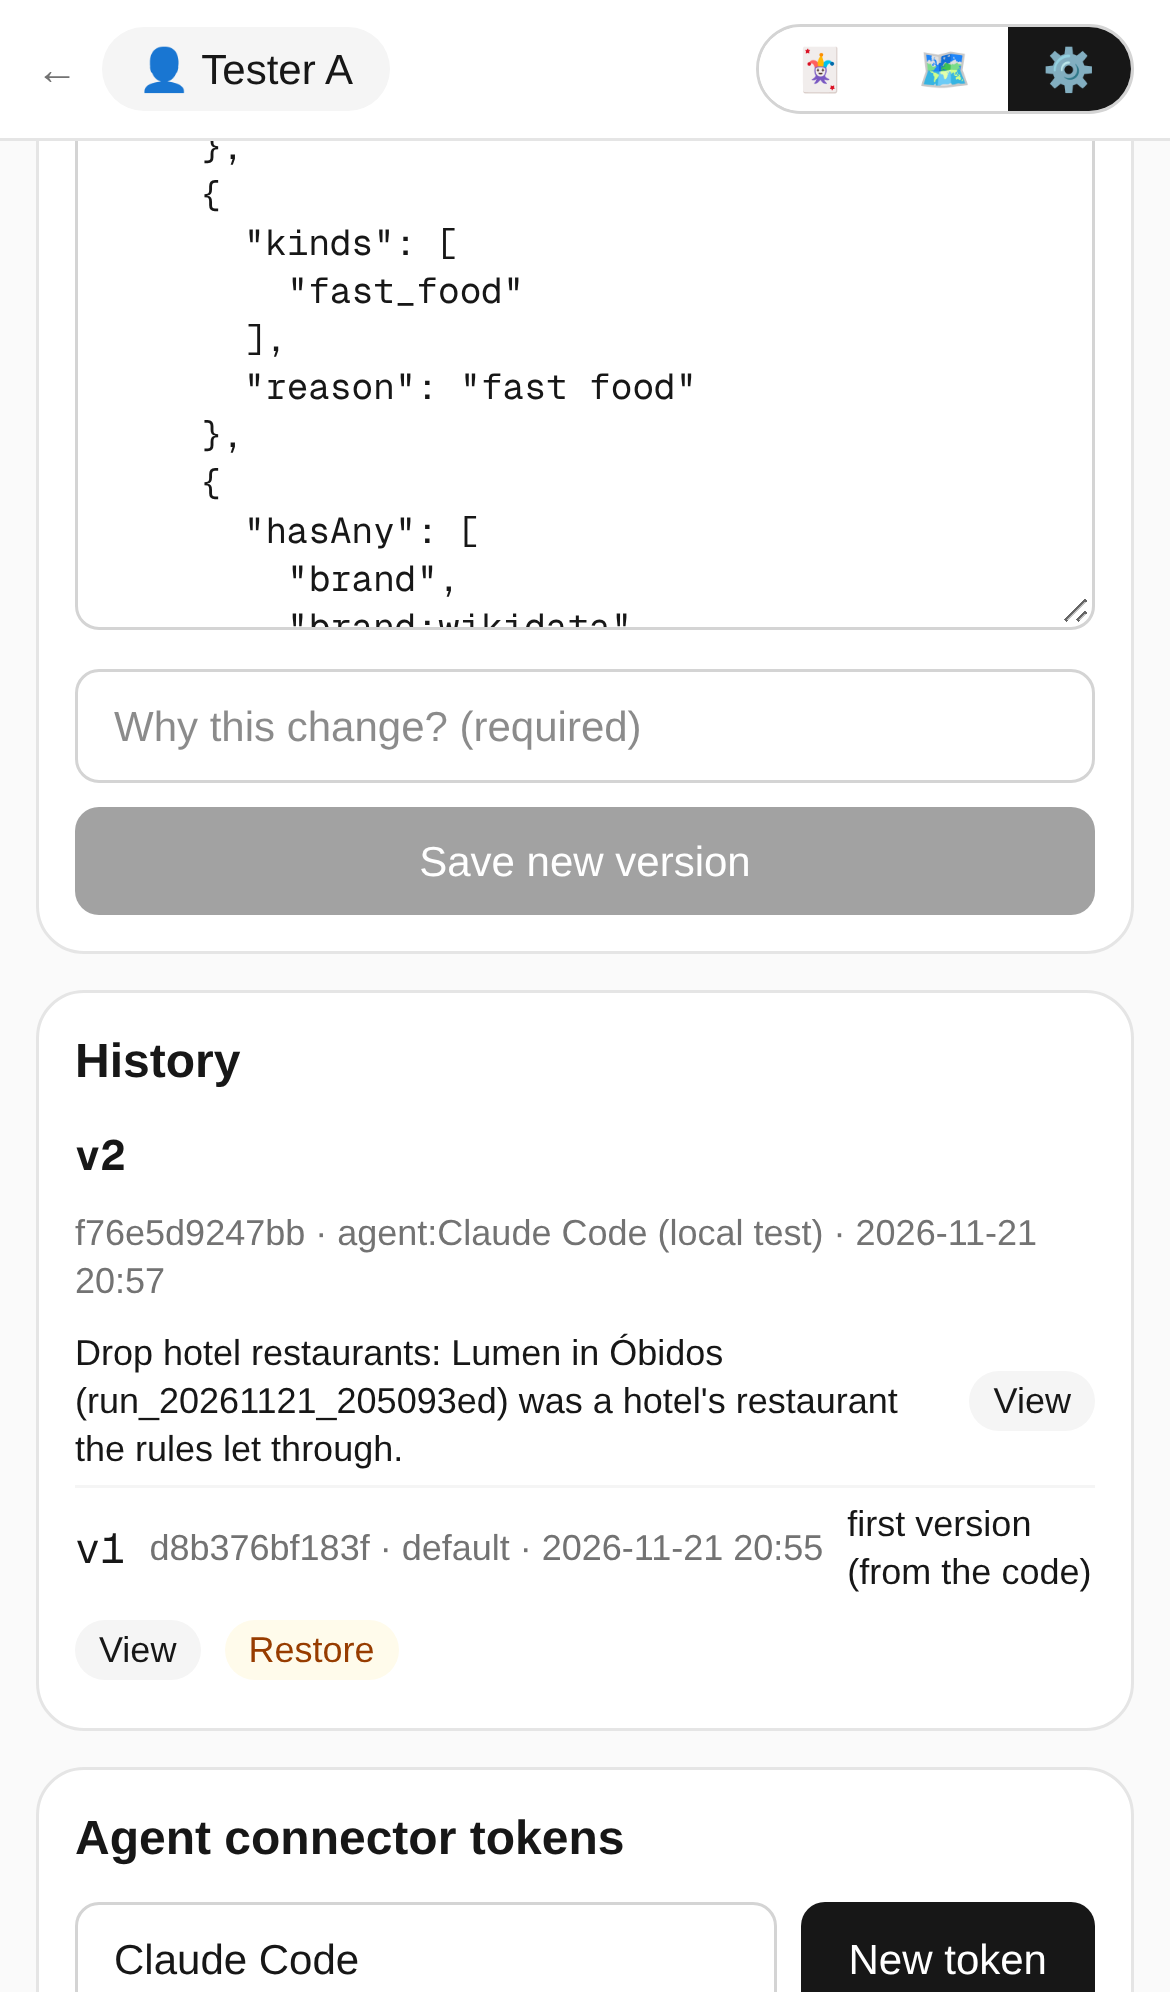 ← 👤 Tester A 🃏 🗺️ ⚙️
},
{
"kinds": [
"fast_food"
],
"reason": "fast food"
},
{
"hasAny": [
"brand",
"brand:wikidata"
Why this change? (required)
Save new version
History
v2
f76e5d9247bb · agent:Claude Code (local test) · 2026-11-21
20:57
Drop hotel restaurants: Lumen in Óbidos
(run_20261121_205093ed) was a hotel's restaurant
the rules let through.
View
v1 d8b376bf183f · default · 2026-11-21 20:55 first version
(from the code)
View Restore
Agent connector tokens
Claude Code New token